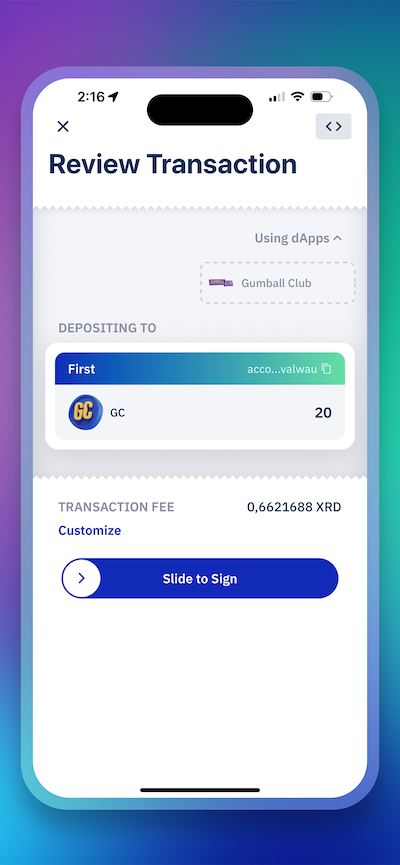 2:16
Review Transaction
Using dApps
Gumball Club
DEPOSITING TO
First acco...valwau
GC GC 20
TRANSACTION FEE 0,6621688 XRD
Customize
Slide to Sign